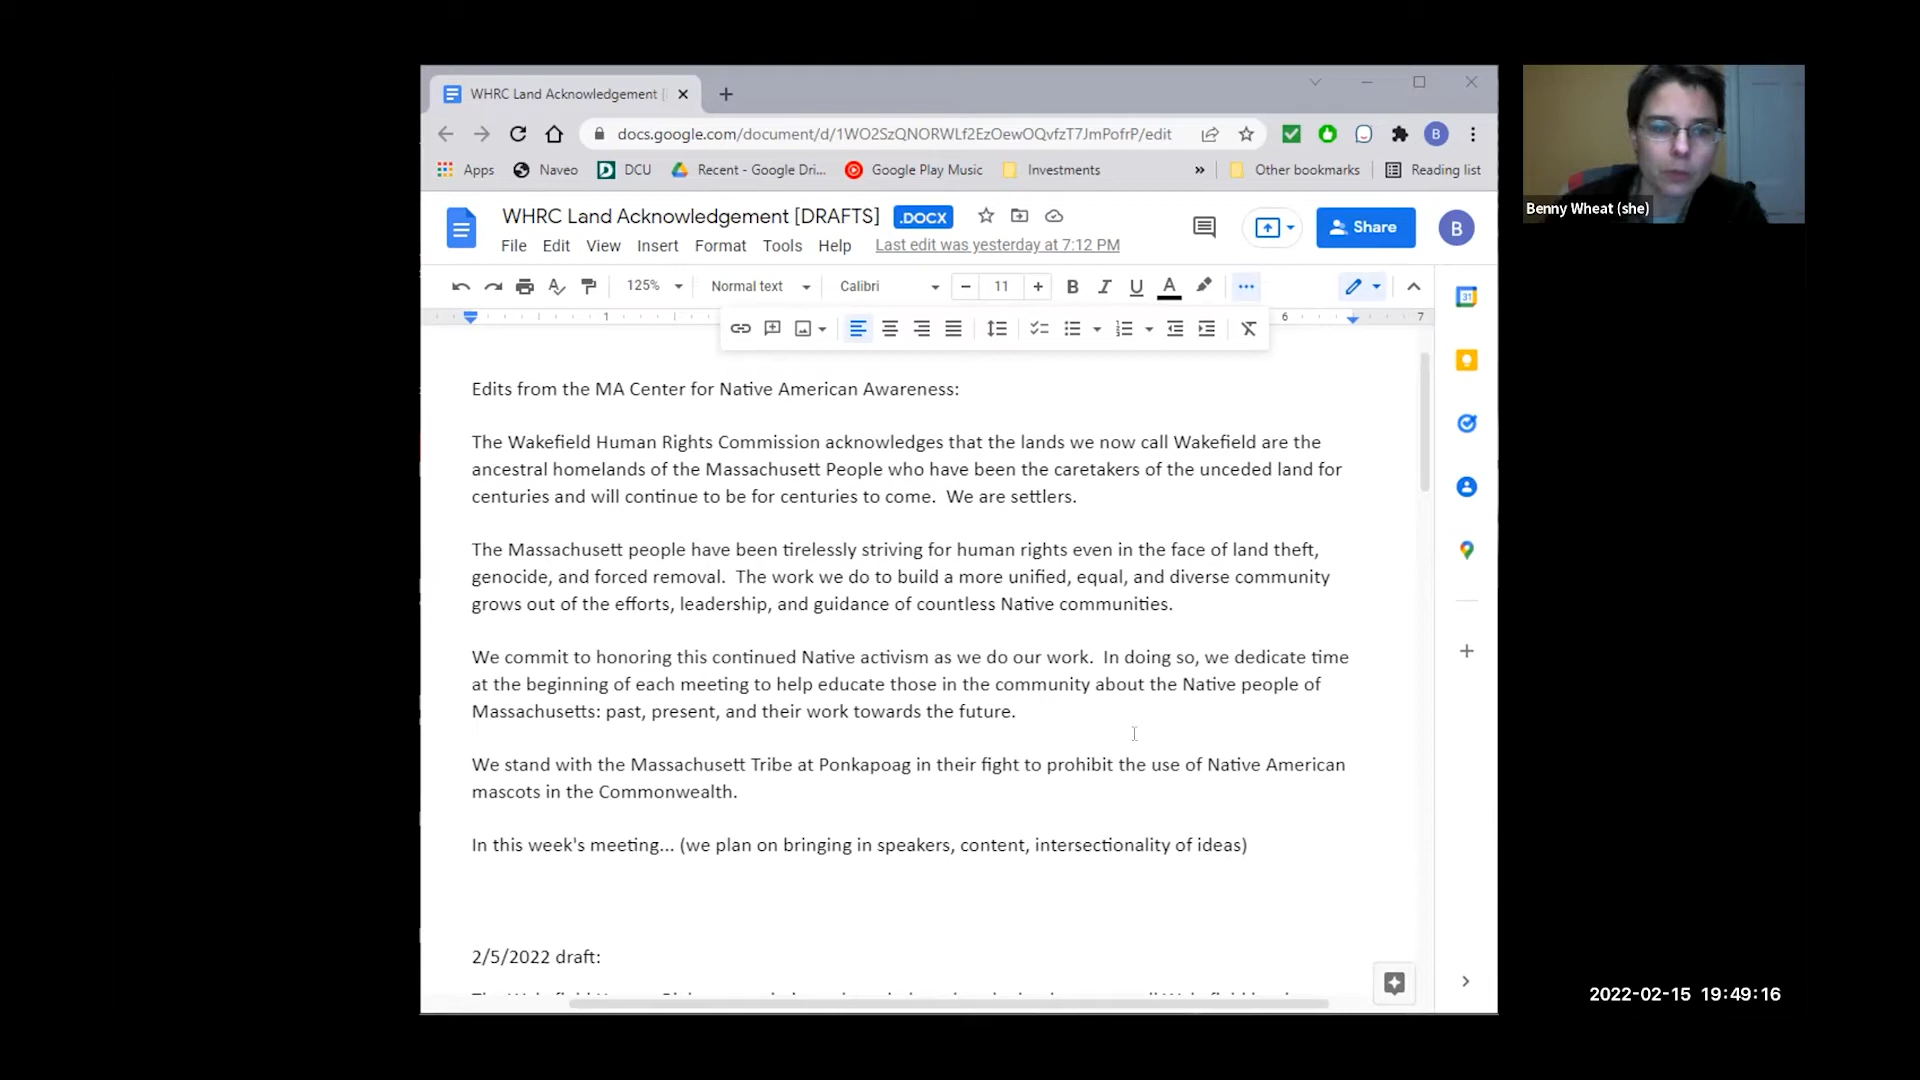 WHRC Land Acknowledgement [
docs.google.com/document/d/1WO2SzQNORWLf2EzOewOQvfzT7JmPofrP/edit
B
Apps Naveo DCU Recent - Google Dri... Google Play Music Investments » Other bookmarks Reading list
WHRC Land Acknowledgement [DRAFTS] .DOCX
File Edit View Insert Format Tools Help Last edit was yesterday at 7:12 PM
Share
B
125% Normal text Calibri 11 B I U A
1 6 7
31
Edits from the MA Center for Native American Awareness:
The Wakefield Human Rights Commission acknowledges that the lands we now call Wakefield are the
ancestral homelands of the Massachusett People who have been the caretakers of the unceded land for
centuries and will continue to be for centuries to come.  We are settlers.
The Massachusett people have been tirelessly striving for human rights even in the face of land theft,
genocide, and forced removal.  The work we do to build a more unified, equal, and diverse community
grows out of the efforts, leadership, and guidance of countless Native communities.
We commit to honoring this continued Native activism as we do our work.  In doing so, we dedicate time
at the beginning of each meeting to help educate those in the community about the Native people of
Massachusetts: past, present, and their work towards the future.
We stand with the Massachusett Tribe at Ponkapoag in their fight to prohibit the use of Native American
mascots in the Commonwealth.
In this week's meeting... (we plan on bringing in speakers, content, intersectionality of ideas)
2/5/2022 draft:
Benny Wheat (she)
2022-02-15 19:49:16